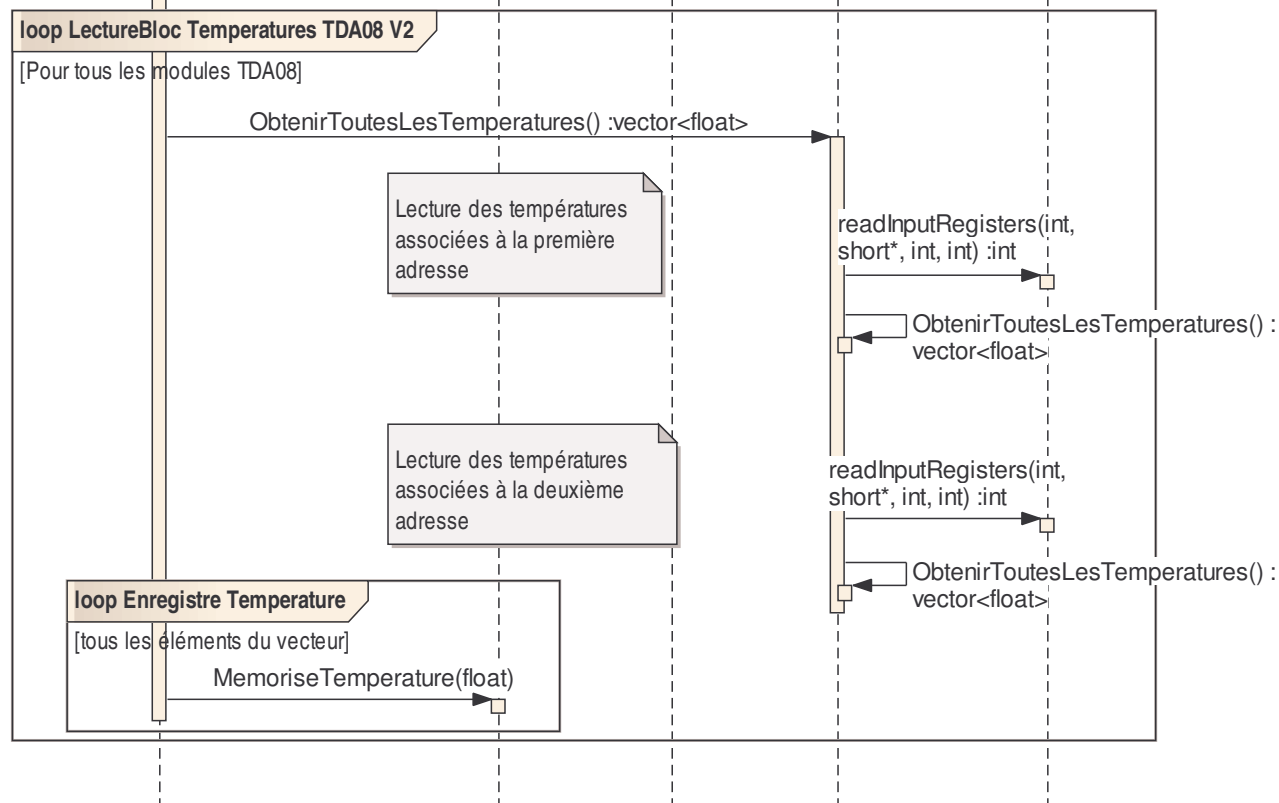 loop LectureBloc Temperatures TDA08 V2
[Pour tous les modules TDA08]
ObtenirToutesLesTemperatures() :vector<float>
Lecture des températures
associées à la première
adresse
readInputRegisters(int,
short*, int, int) :int
ObtenirToutesLesTemperatures() :
vector<float>
Lecture des températures
associées à la deuxième
adresse
readInputRegisters(int,
short*, int, int) :int
ObtenirToutesLesTemperatures() :
vector<float>
loop Enregistre Temperature
[tous les éléments du vecteur]
MemoriseTemperature(float)